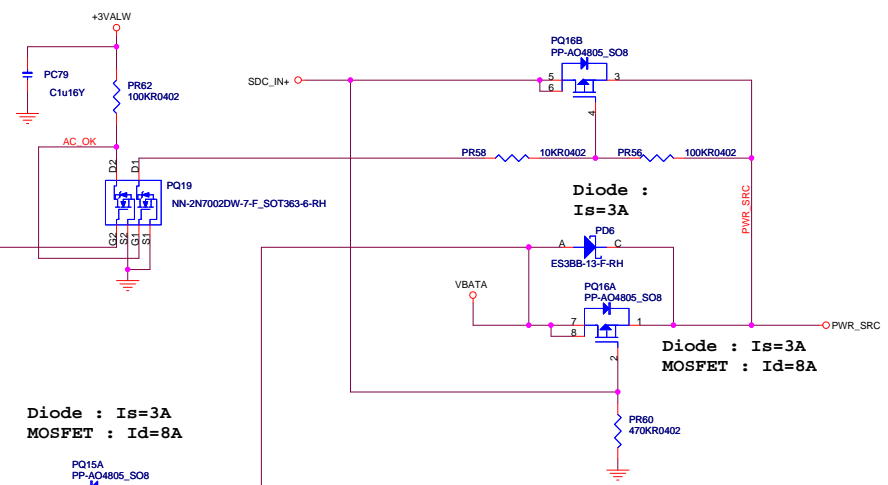 +3VALW
PC79
C1u16Y
PR62
100KR0402
AC_OK
D2
D1
PQ19
NN-2N7002DW-7-F_SOT363-6-RH
G2
S2
G1
S1
SDC_IN+
PQ16B
PP-AO4805_SO8
5
6
3
4
PR58
10KR0402
PR56
100KR0402
Diode :
Is=3A
PWR_SRC
PD6
A
C
ES3BB-13-F-RH
VBATA
PQ16A
PP-AO4805_SO8
7
8
1
2
PWR_SRC
Diode : Is=3A
MOSFET : Id=8A
PR60
470KR0402
Diode : Is=3A
MOSFET : Id=8A
PQ15A
PP-AO4805_SO8